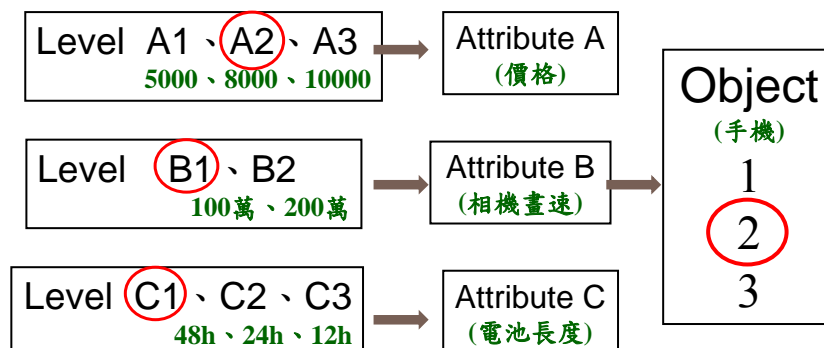 Level A1、A2、A3
5000、8000、10000
Attribute A
(價格)
Level B1、B2
100萬、200萬
Attribute B
(相機畫速)
Level C1、C2、C3
48h、24h、12h
Attribute C
(電池長度)
Object
(手機)
1
2
3